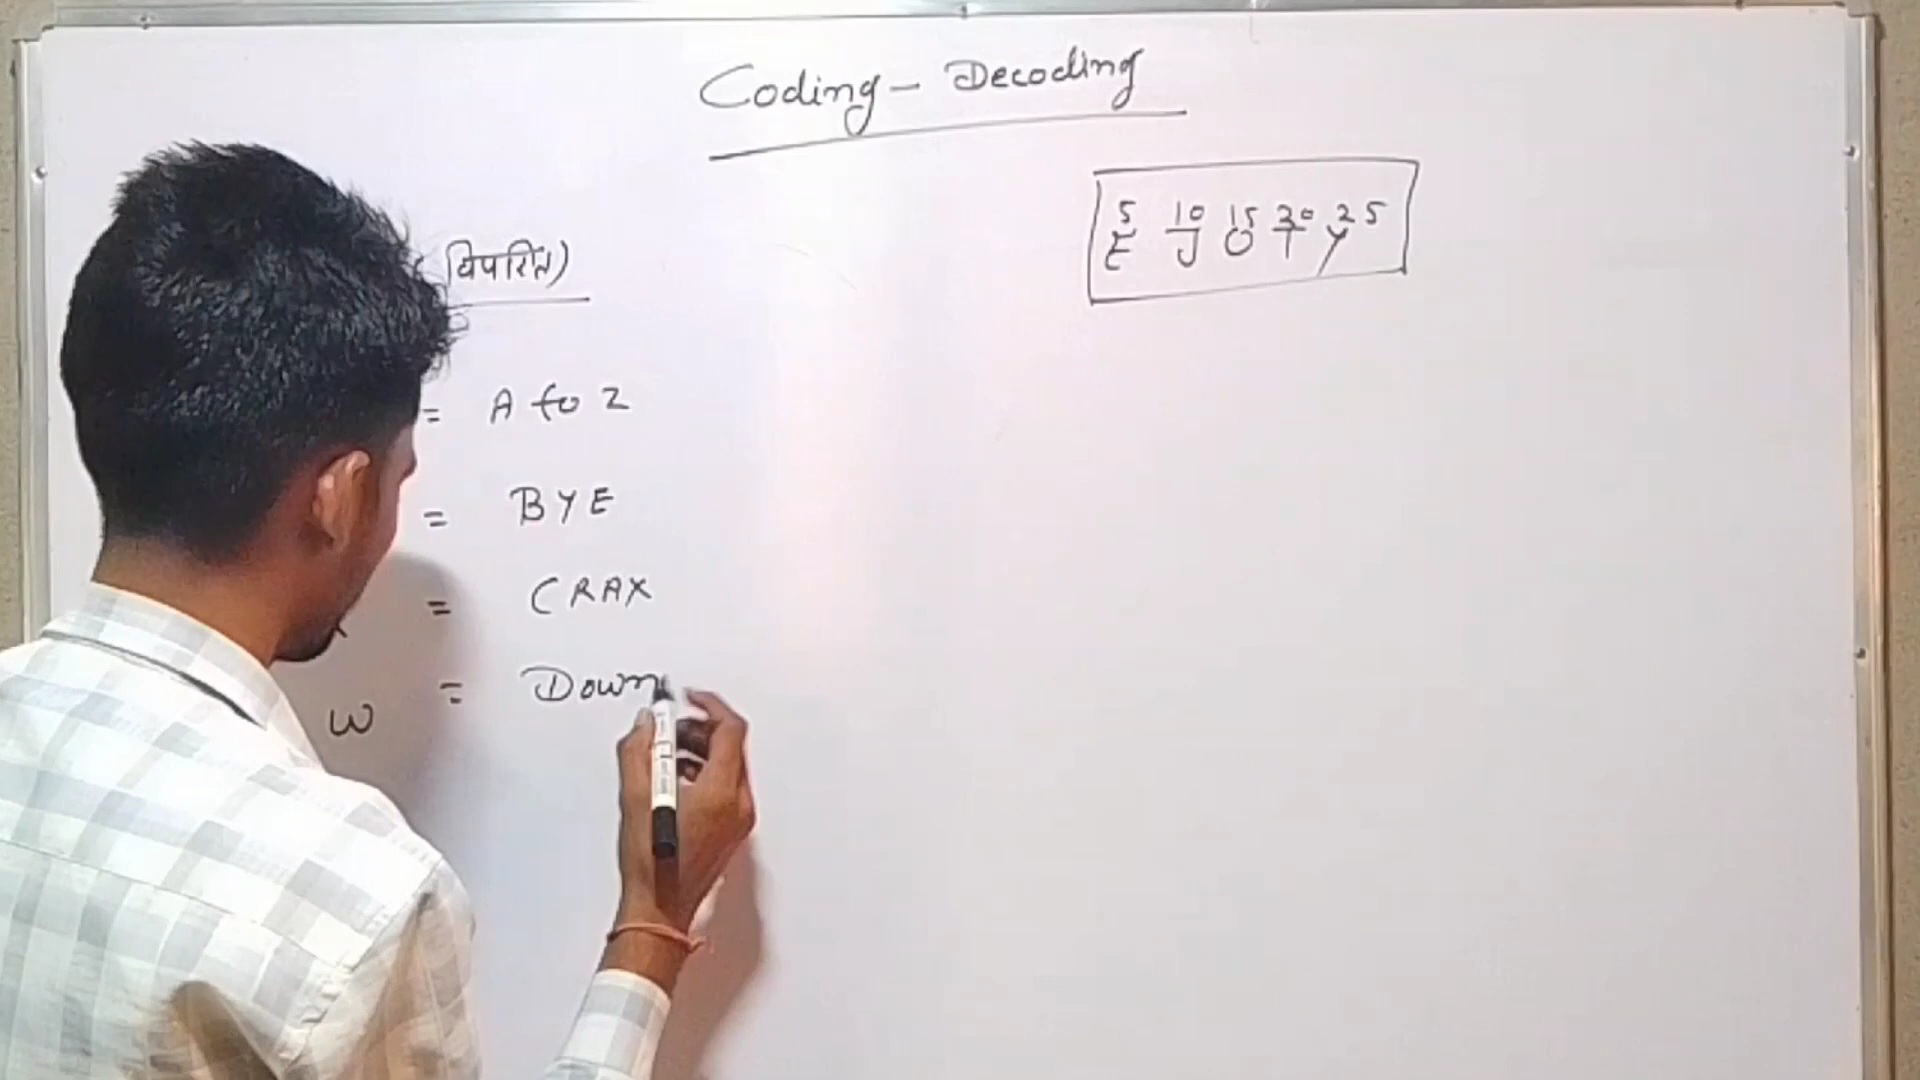 Coding - Decoding
5 10 15 20 25
E J O T Y
(विपरित)
= A to Z
= BYE
= CRAX
W = Down